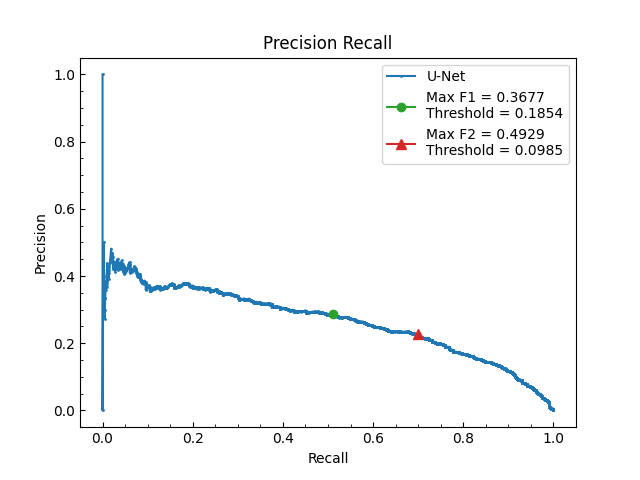 Precision Recall
U-Net
Max F1 = 0.3677
Threshold = 0.1854
Max F2 = 0.4929
Threshold = 0.0985
Precision
1.0
0.8
0.6
0.4
0.2
0.0
0.0 0.2 0.4 0.6 0.8 1.0
Recall